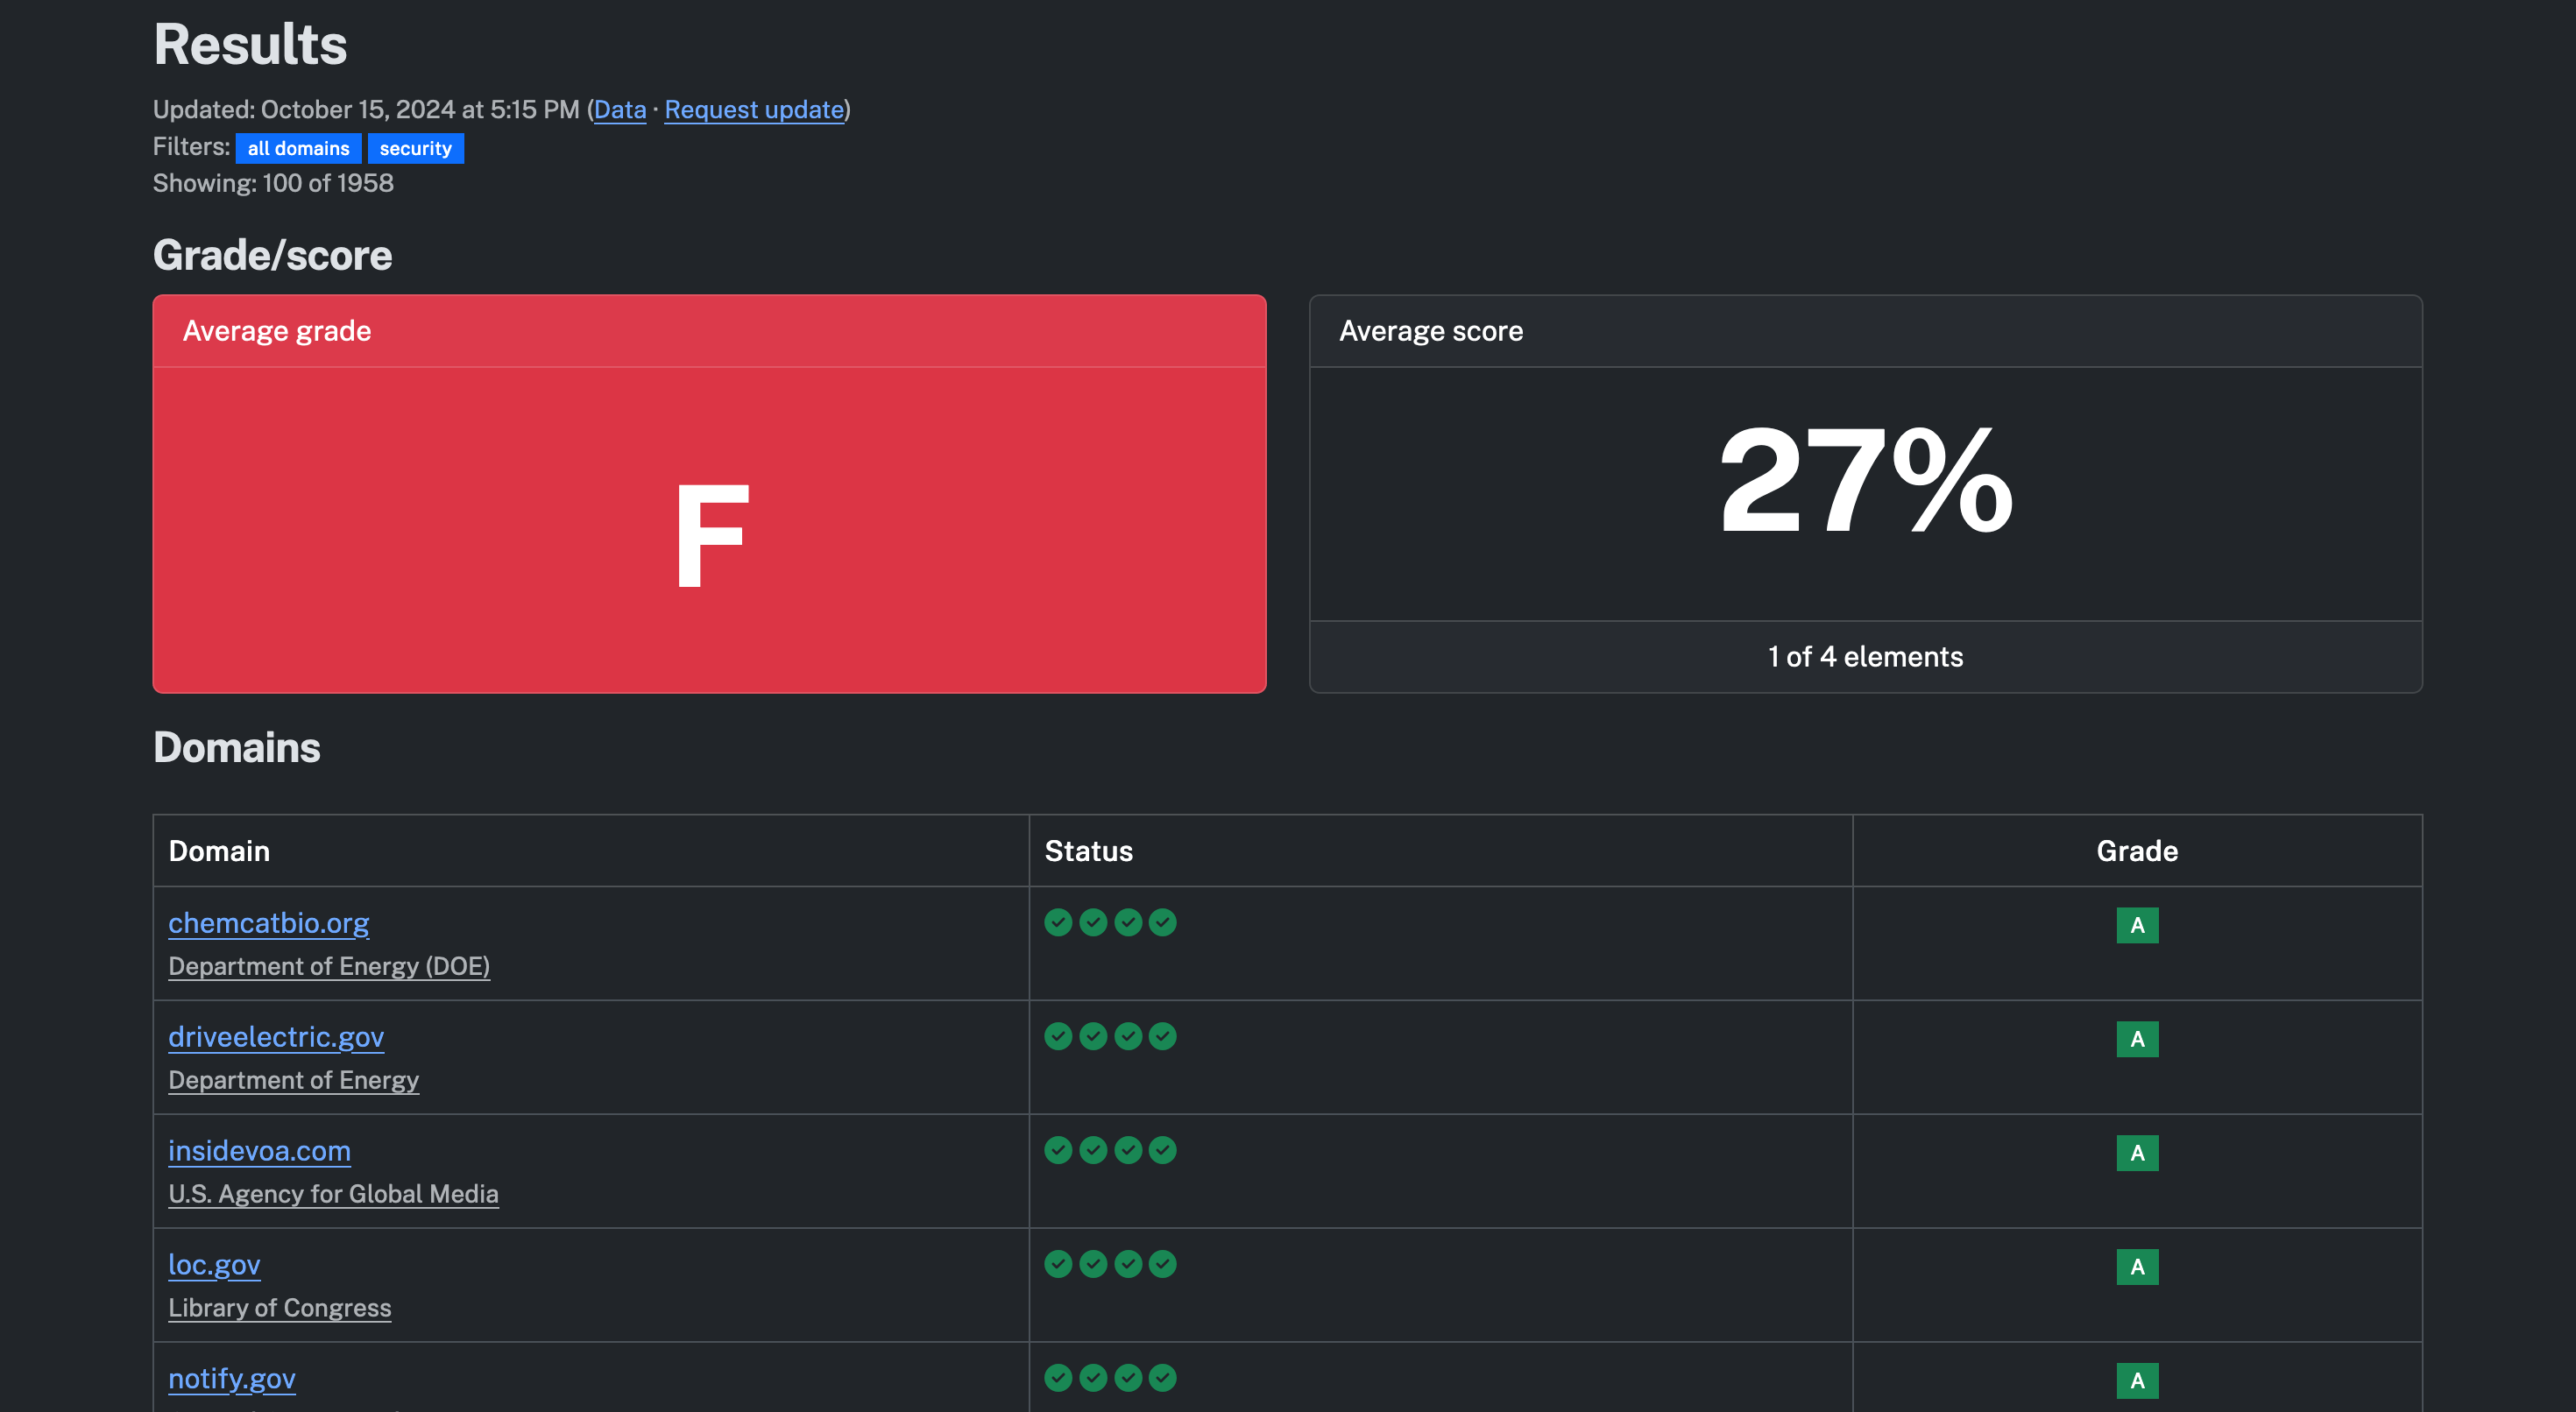 Results
Updated: October 15, 2024 at 5:15 PM (Data · Request update)
Filters: all domains security
Showing: 100 of 1958
Grade/score
Average grade
F
Average score
27%
1 of 4 elements
Domains
Domain Status Grade
chemcatbio.org A
Department of Energy (DOE)
driveelectric.gov A
Department of Energy
insidevoa.com A
U.S. Agency for Global Media
loc.gov A
Library of Congress
notify.gov A